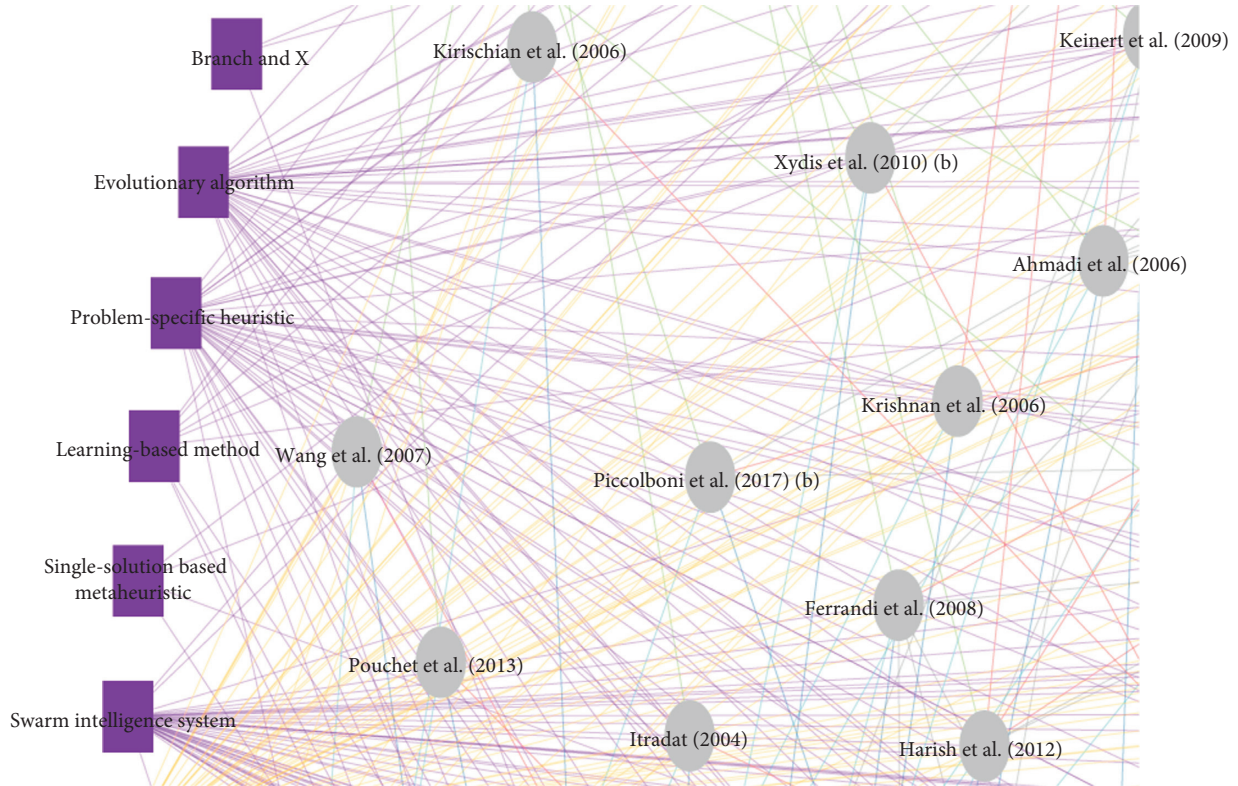 Branch and X
Kirischian et al. (2006)
Keinert et al. (2009)
Evolutionary algorithm
Xydis et al. (2010) (b)
Ahmadi et al. (2006)
Problem-specific heuristic
Krishnan et al. (2006)
Learning-based method
Wang et al. (2007)
Piccolboni et al. (2017) (b)
Single-solution based
metaheuristic
Ferrandi et al. (2008)
Pouchet et al. (2013)
Swarm intelligence system
Itradat (2004)
Harish et al. (2012)